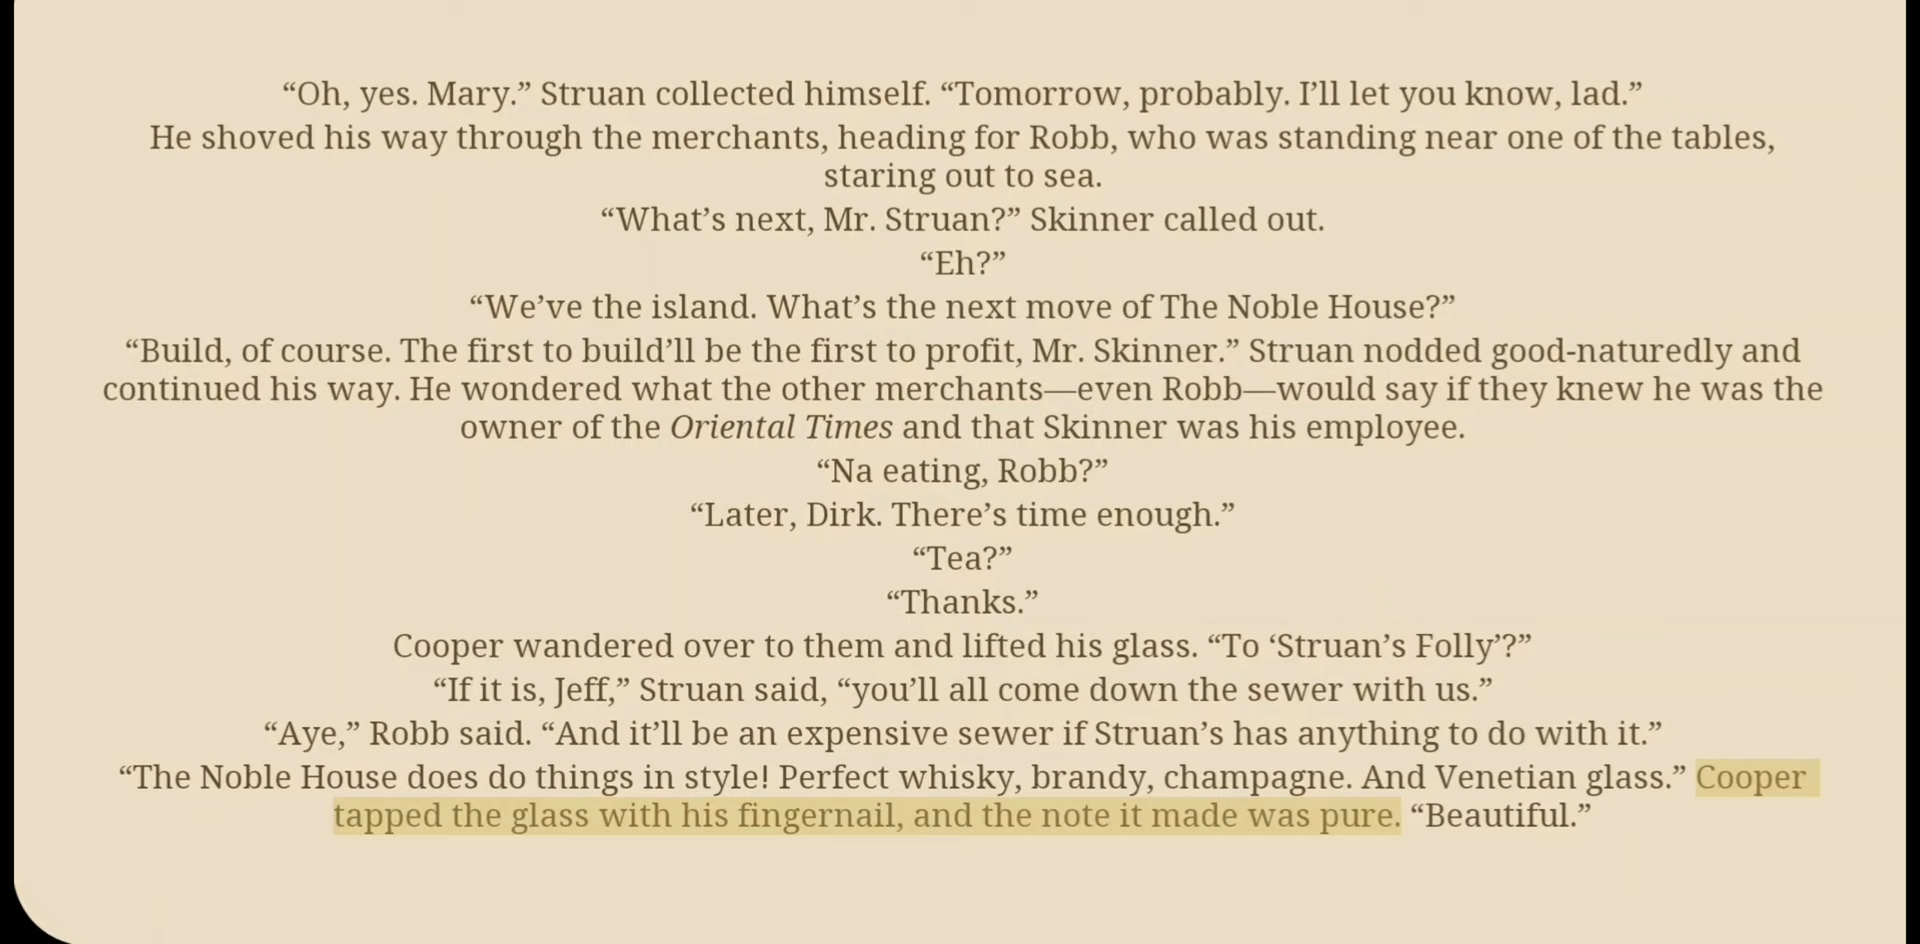 “Oh, yes. Mary.” Struan collected himself. “Tomorrow, probably. I’ll let you know, lad.”
He shoved his way through the merchants, heading for Robb, who was standing near one of the tables,
staring out to sea.
“What’s next, Mr. Struan?” Skinner called out.
“Eh?”
“We’ve the island. What’s the next move of The Noble House?”
“Build, of course. The first to build’ll be the first to profit, Mr. Skinner.” Struan nodded good-naturedly and
continued his way. He wondered what the other merchants—even Robb—would say if they knew he was the
owner of the Oriental Times and that Skinner was his employee.
“Na eating, Robb?”
“Later, Dirk. There’s time enough.”
“Tea?”
“Thanks.”
Cooper wandered over to them and lifted his glass. “To ‘Struan’s Folly’?”
“If it is, Jeff,” Struan said, “you’ll all come down the sewer with us.”
“Aye,” Robb said. “And it’ll be an expensive sewer if Struan’s has anything to do with it.”
“The Noble House does do things in style! Perfect whisky, brandy, champagne. And Venetian glass.” Cooper
tapped the glass with his fingernail, and the note it made was pure. “Beautiful.”